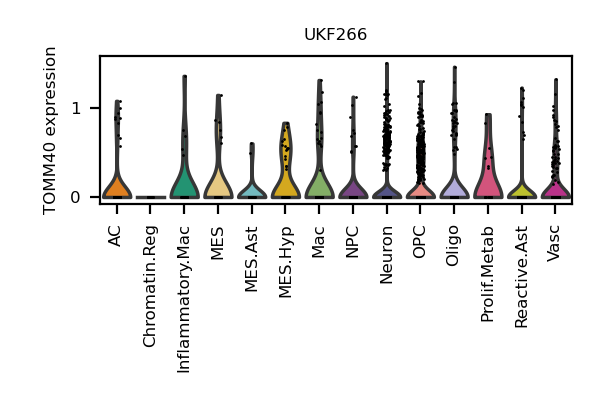 UKF266
TOMM40 expression
1
0
AC
Chromatin.Reg
Inflammatory.Mac
MES
MES.Ast
MES.Hyp
Mac
NPC
Neuron
OPC
Oligo
Prolif.Metab
Reactive.Ast
Vasc